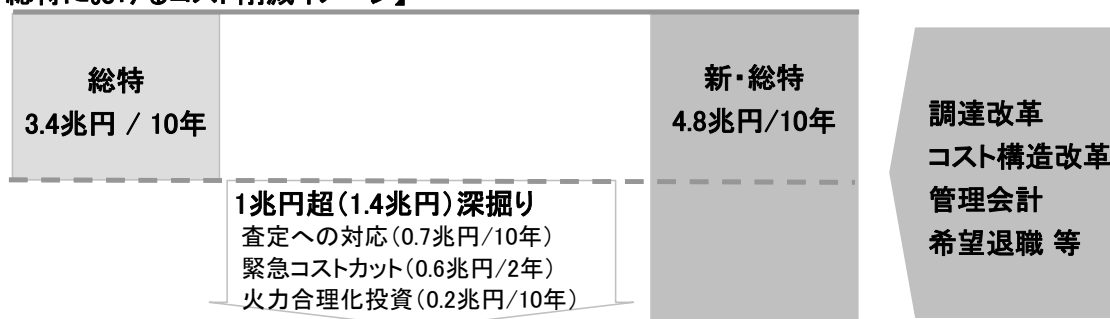 総特
3.4兆円 / 10年
1兆円超（1.4兆円）深掘り
査定への対応（0.7兆円/10年）
緊急コストカット（0.6兆円/2年）
火力合理化投資（0.2兆円/10年）
新・総特
4.8兆円/10年
調達改革
コスト構造改革
管理会計
希望退職 等